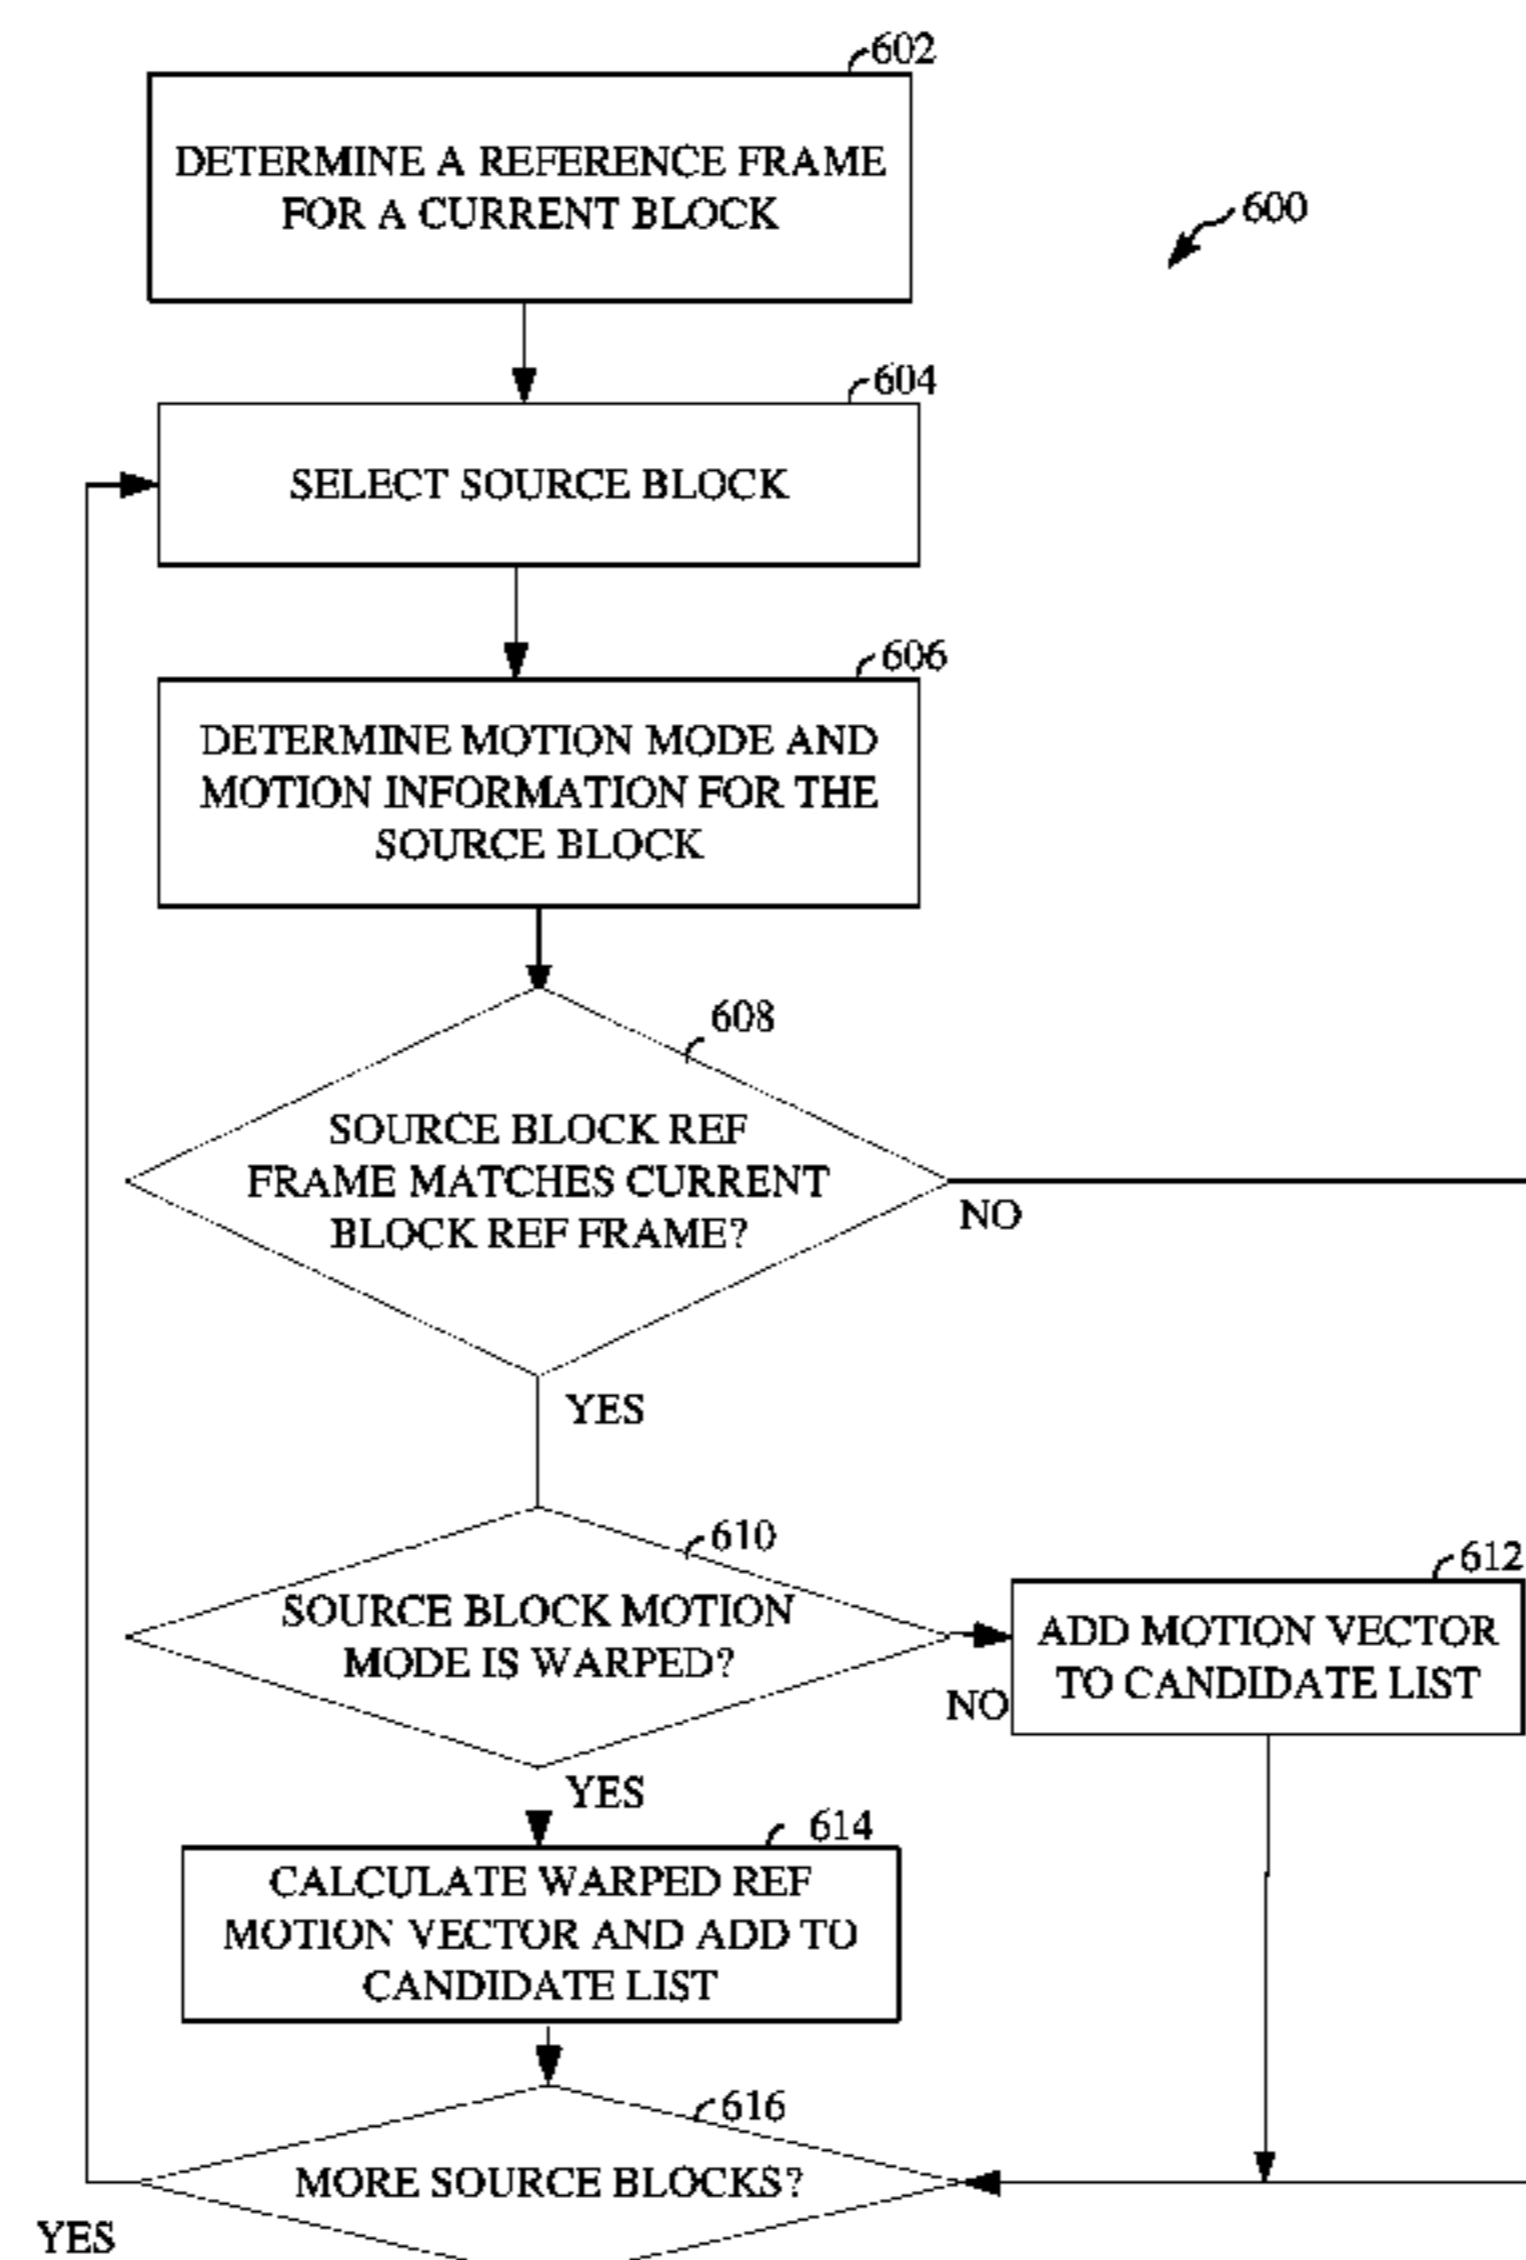 602
DETERMINE A REFERENCE FRAME
FOR A CURRENT BLOCK
600
604
SELECT SOURCE BLOCK
606
DETERMINE MOTION MODE AND
MOTION INFORMATION FOR THE
SOURCE BLOCK
608
SOURCE BLOCK REF
FRAME MATCHES CURRENT
BLOCK REF FRAME?
NO
YES
610
SOURCE BLOCK MOTION
MODE IS WARPED?
NO
612
ADD MOTION VECTOR
TO CANDIDATE LIST
YES
614
CALCULATE WARPED REF
MOTION VECTOR AND ADD TO
CANDIDATE LIST
616
MORE SOURCE BLOCKS?
YES